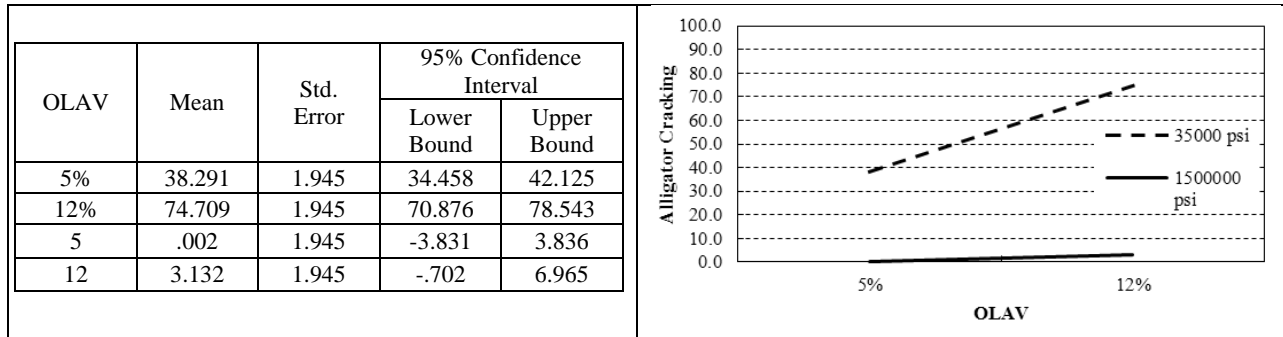 OLAV Mean Std. Error 95% Confidence Interval
Lower Bound Upper Bound
5% 38.291 1.945 34.458 42.125
12% 74.709 1.945 70.876 78.543
5 .002 1.945 -3.831 3.836
12 3.132 1.945 -.702 6.965
Alligator Cracking
100.0
90.0
80.0
70.0
60.0
50.0
40.0
30.0
20.0
10.0
0.0
5% 12%
OLAV
35000 psi
1500000
psi